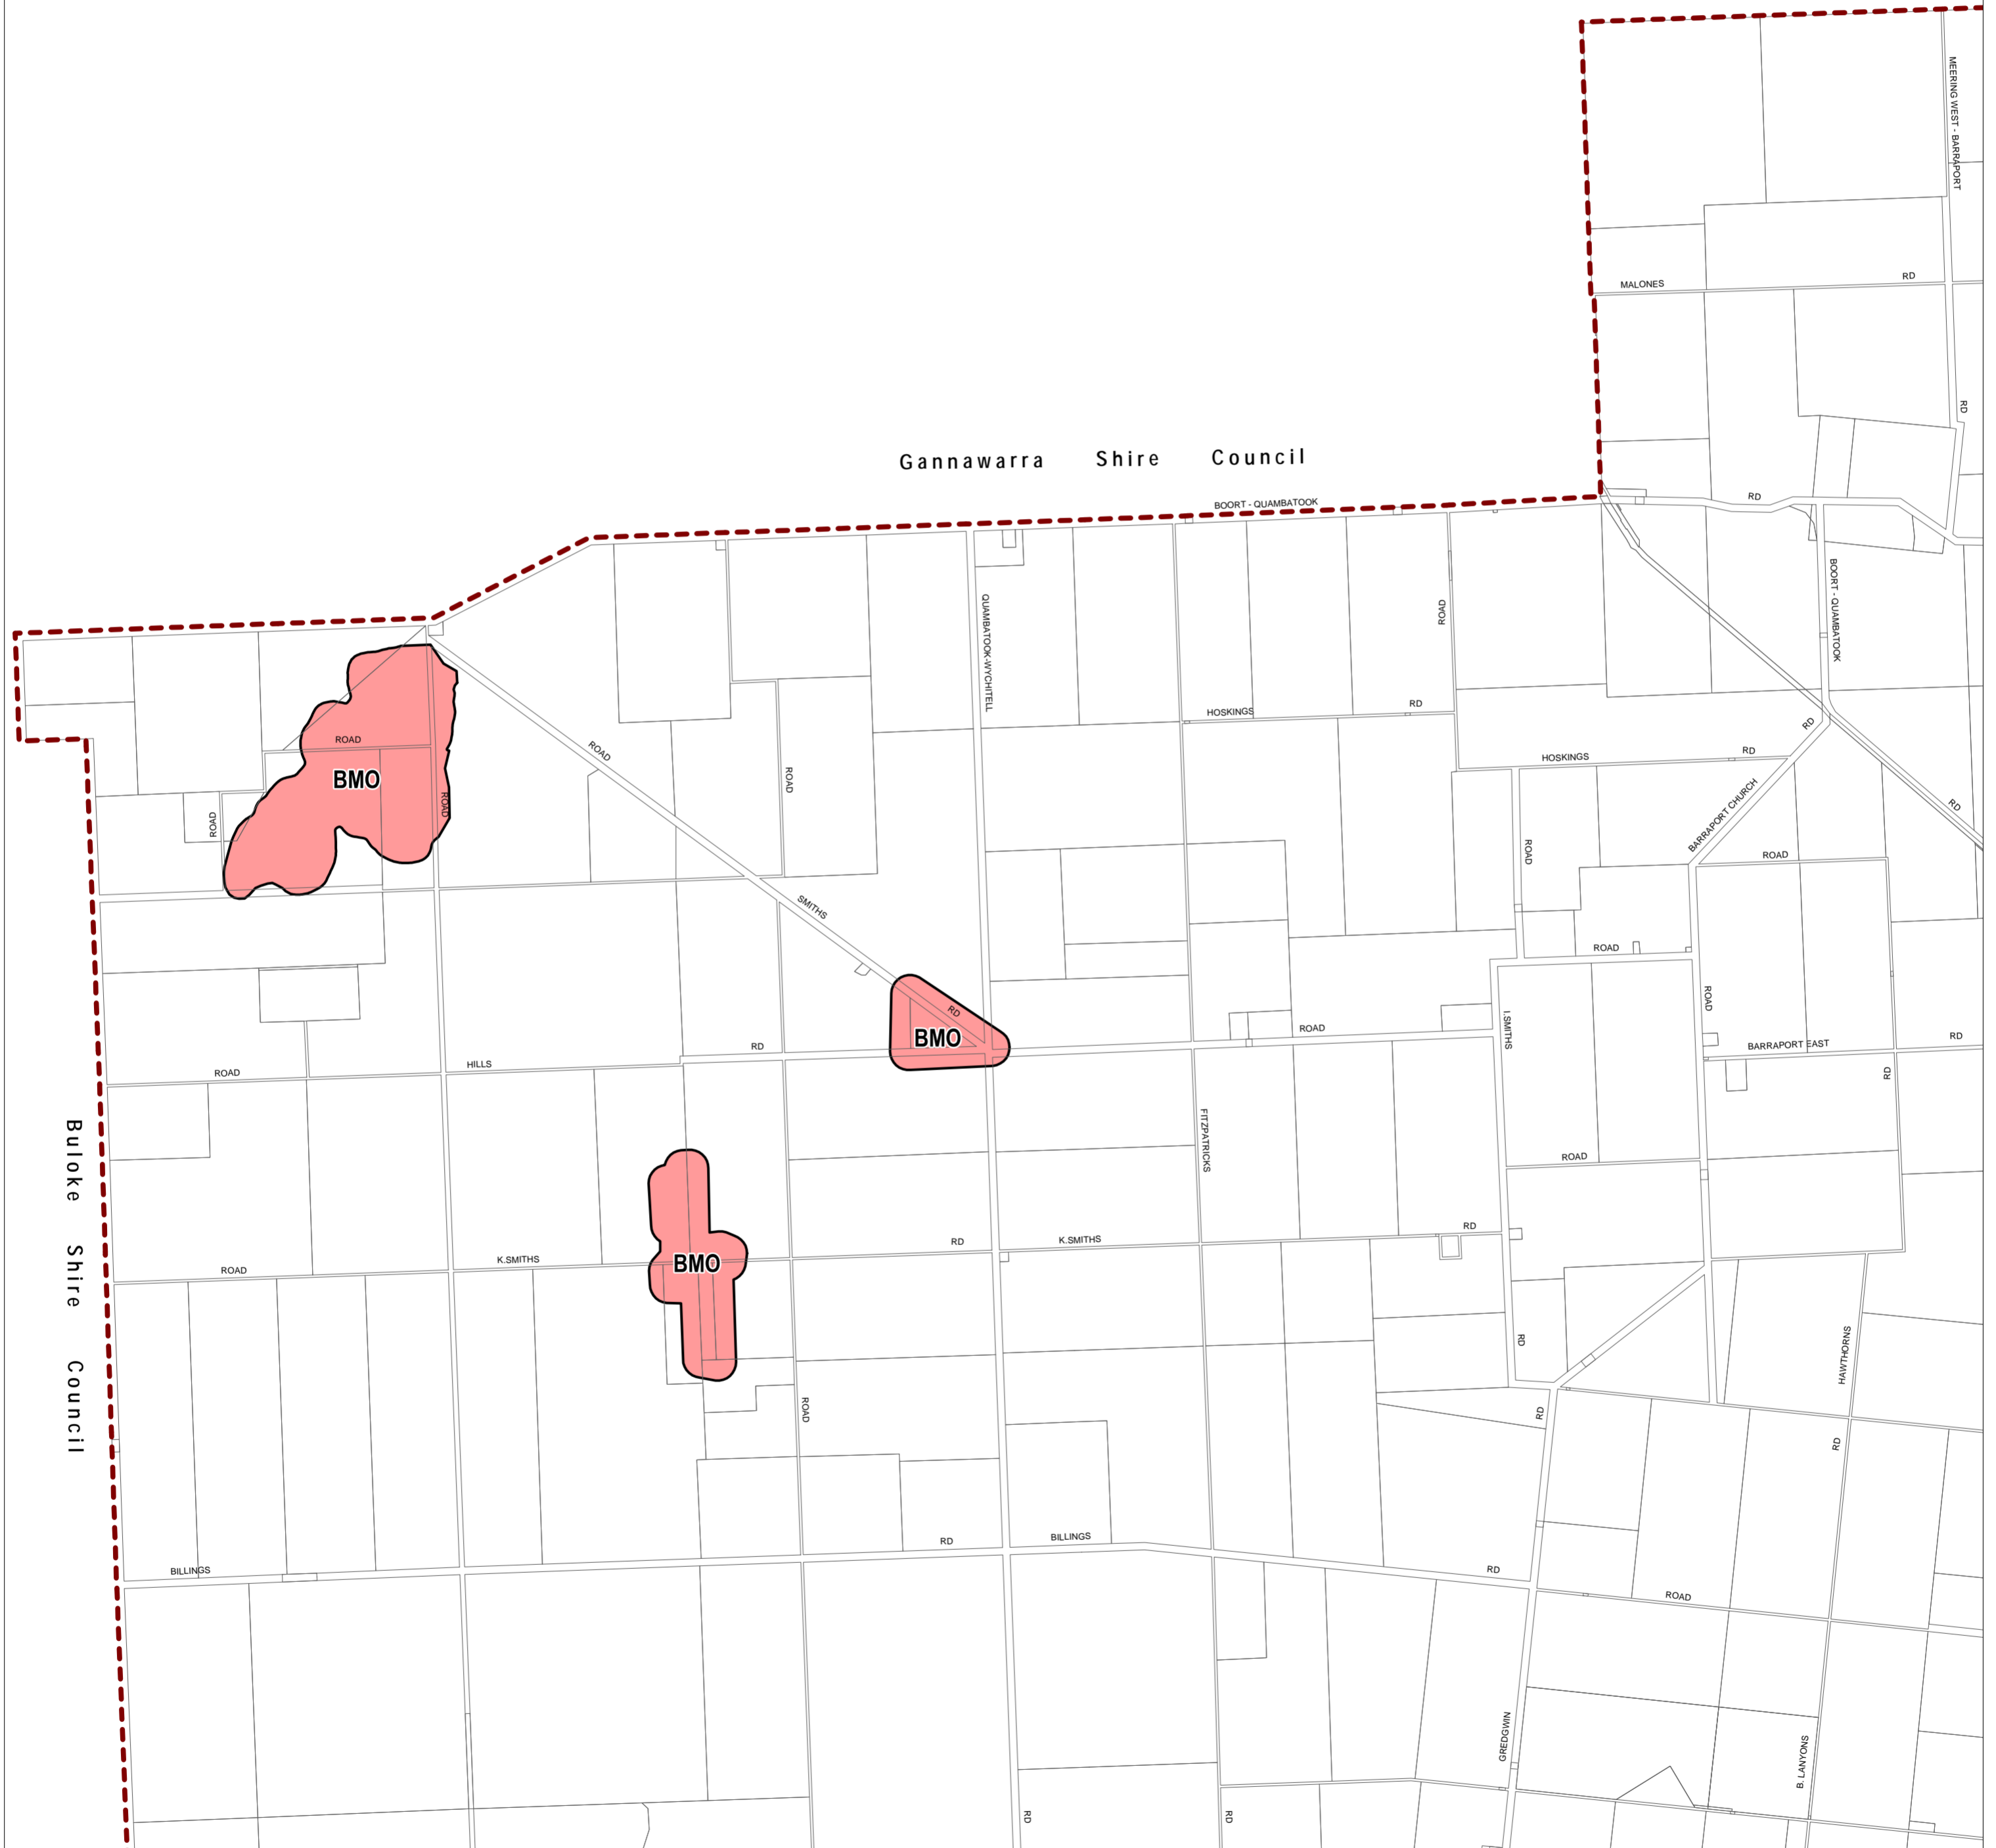 MEERING WEST - BARRAPORT
RD
MALONES
RD
Gannawarra Shire Council
BOORT - QUAMBATOOK
RD
QUAMBATOOK-WYCHITELL
ROAD
BOORT - QUAMBATOOK
HOSKINGS
RD
RD
ROAD
ROAD
HOSKINGS
RD
BMO
ROAD
ROAD
ROAD
BARRAPORT CHURCH
RD
ROAD
ROAD
SMITHS
ROAD
ROAD
RD
BMO
I.SMITHS
ROAD
ROAD
RD
BARRAPORT EAST
RD
HILLS
ROAD
RD
Buloke Shire Council
FITZPATRICKS
ROAD
RD
K.SMITHS
RD
K.SMITHS
BMO
ROAD
RD
HAWTHORNS
ROAD
RD
RD
RD
BILLINGS
RD
BILLINGS
ROAD
GREDGWIN
B. LANYONS
RD
RD